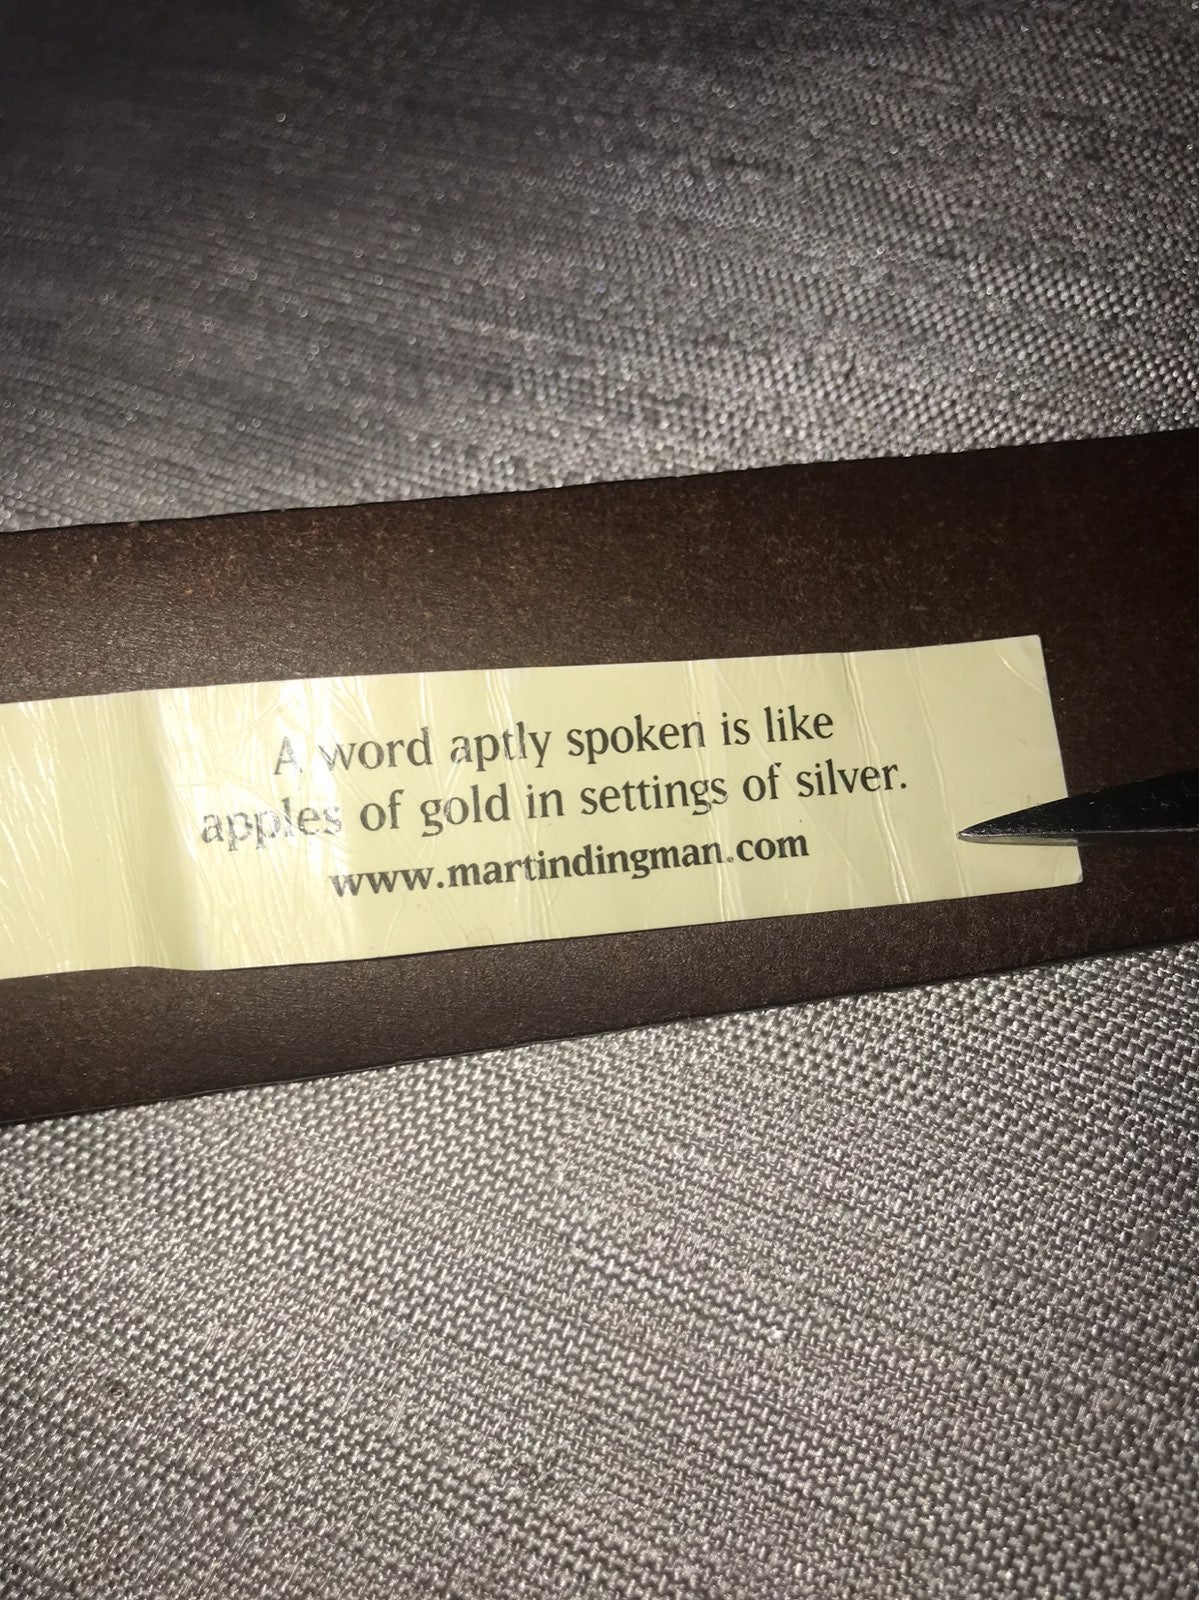 A word aptly spoken is like
apples of gold in settings of silver.
www.martindingman.com